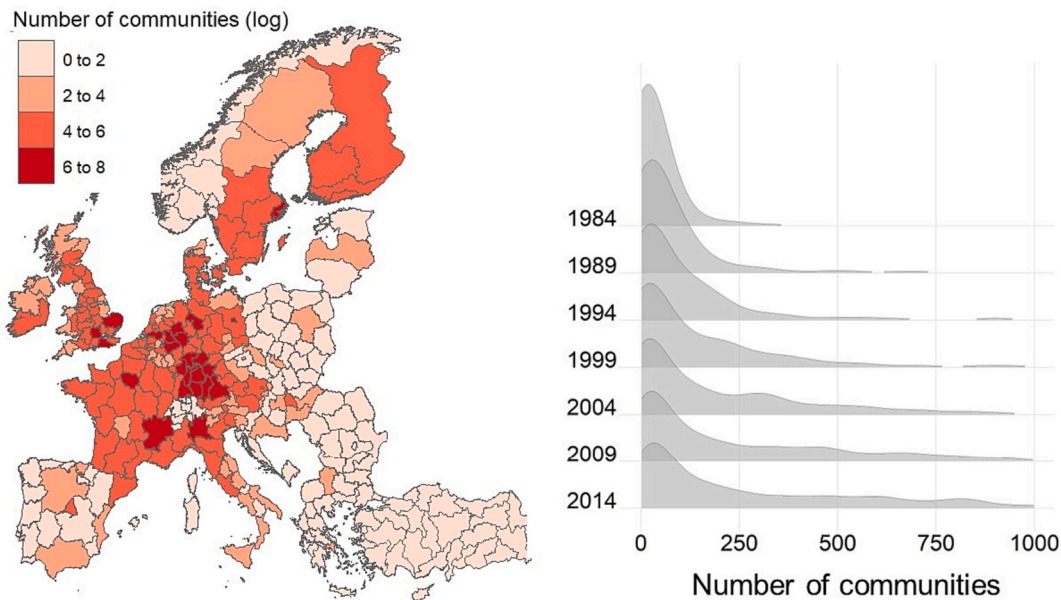 Number of communities (log)
0 to 2
2 to 4
4 to 6
6 to 8
1984
1989
1994
1999
2004
2009
2014
0 250 500 750 1000
Number of communities